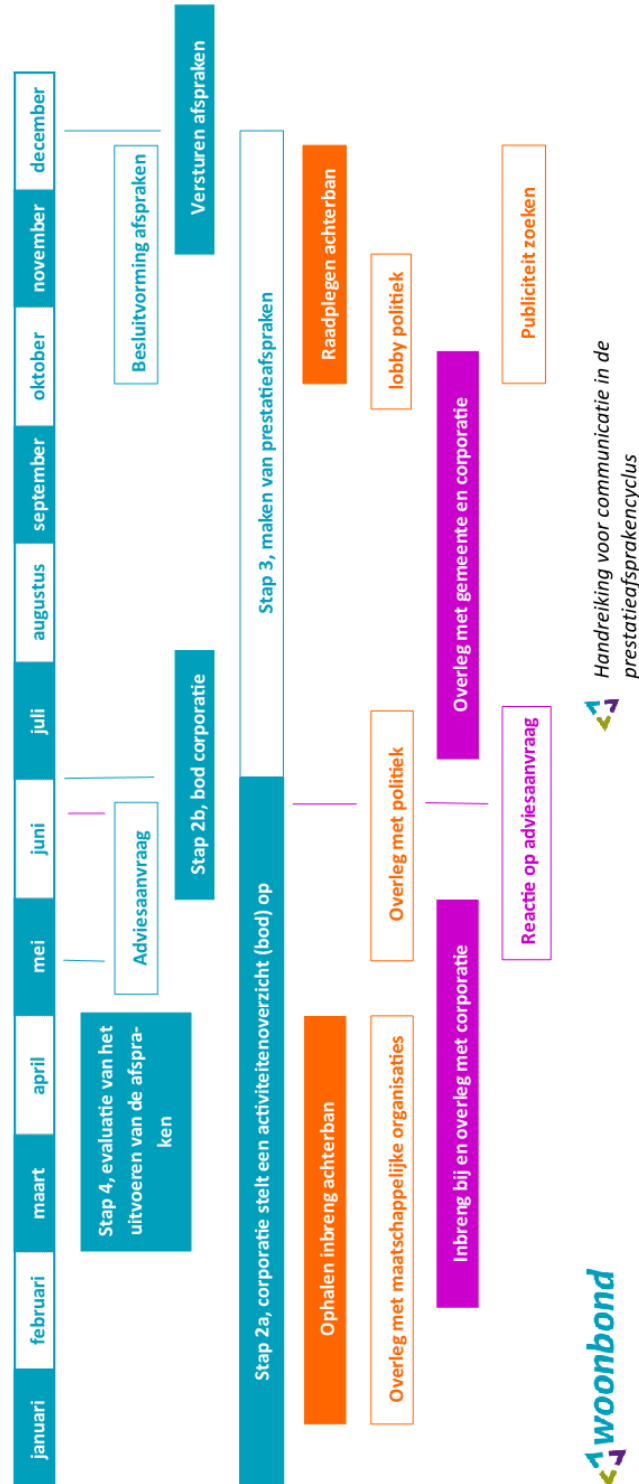 januari
februari
maart
april
mei
juni
juli
augustus
september
oktober
november
december
Stap 4, evaluatie van het
uitvoeren van de afspra-
ken
Adviesaanvraag
Besluitvorming afspraken
Stap 2b, bod corporatie
Versturen afspraken
Stap 2a, corporatie stelt een activiteitenoverzicht (bod) op
Stap 3, maken van prestatieafspraken
Ophalen inbreng achterban
Raadplegen achterban
Overleg met maatschappelijke organisaties
Overleg met politiek
lobby politiek
Inbreng bij en overleg met corporatie
Overleg met gemeente en corporatie
Reactie op adviesaanvraag
Publiciteit zoeken
woonbond
Handreiking voor communicatie in de
prestatieafsprakencyclus